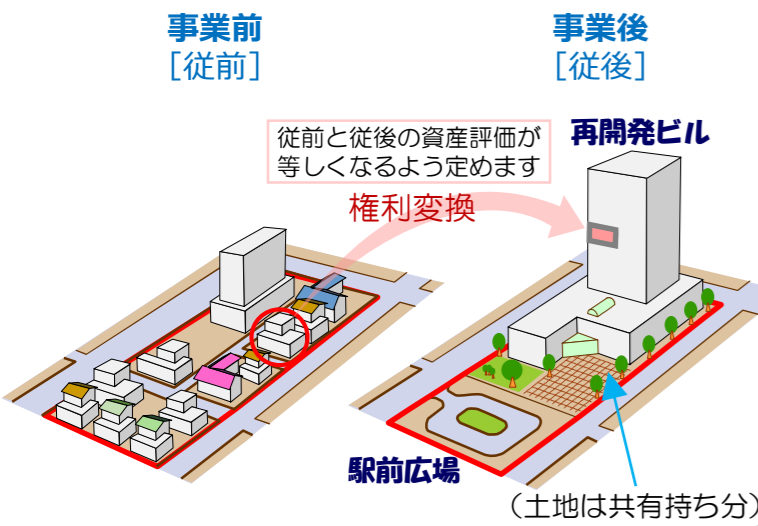 事業前
[従前]
事業後
[従後]
従前と従後の資産評価が
等しくなるよう定めます
権利変換
再開発ビル
駅前広場
（土地は共有持ち分）